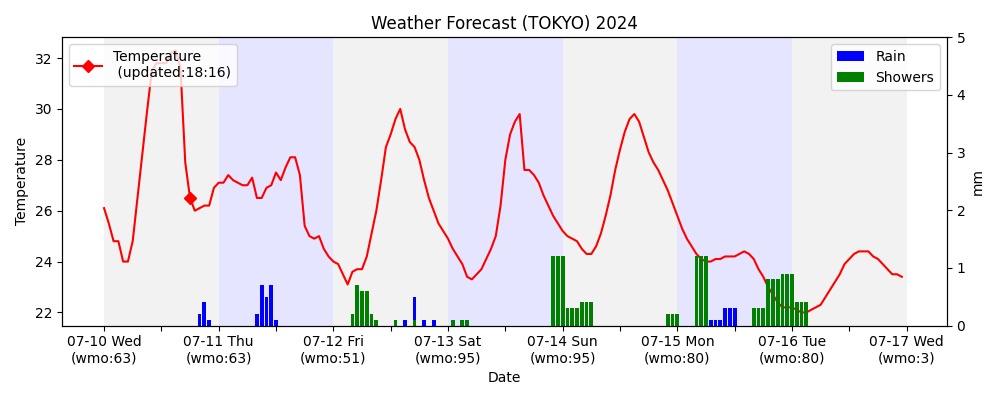 Weather Forecast (TOKYO) 2024
Temperature
(updated:18:16)
Rain
Showers
32
30
28
26
24
22
Temperature
5
4
3
2
1
0
mm
07-10 Wed
(wmo:63)
07-11 Thu
(wmo:63)
07-12 Fri
(wmo:51)
07-13 Sat
(wmo:95)
07-14 Sun
(wmo:95)
07-15 Mon
(wmo:80)
07-16 Tue
(wmo:80)
07-17 Wed
(wmo:3)
Date